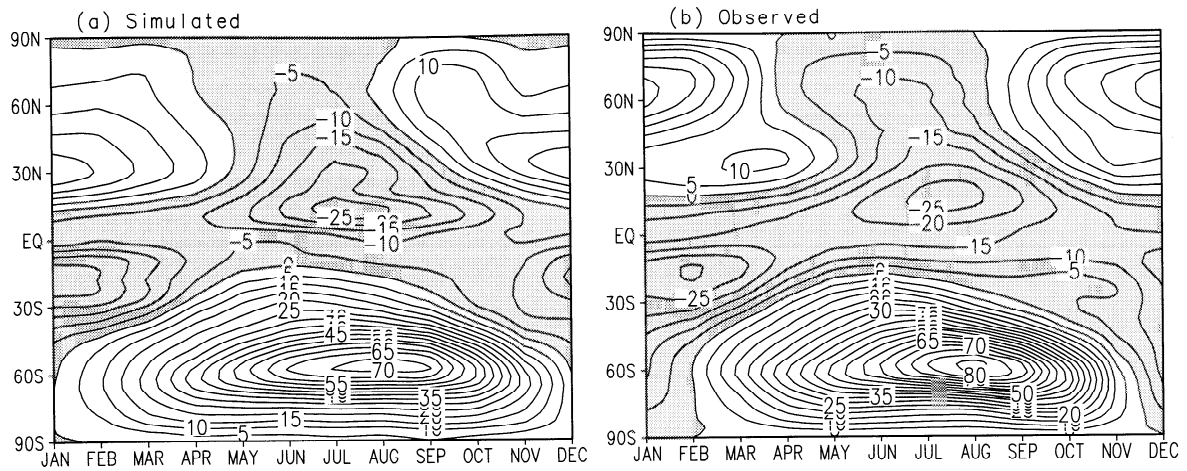 (a) Simulated
(b) Observed
90N
60N
30N
EQ
30S
60S
90S
10
-5
-10
-15
-25
-10
-5
25
45
65
70
55
35
15
10
5
JAN FEB MAR APR MAY JUN JUL AUG SEP OCT NOV DEC
90N
60N
30N
EQ
30S
60S
90S
-5
-10
-15
10
5
-25
-20
-15
-10
-5
-25
30
65
70
80
50
35
25
20
JAN FEB MAR APR MAY JUN JUL AUG SEP OCT NOV DEC